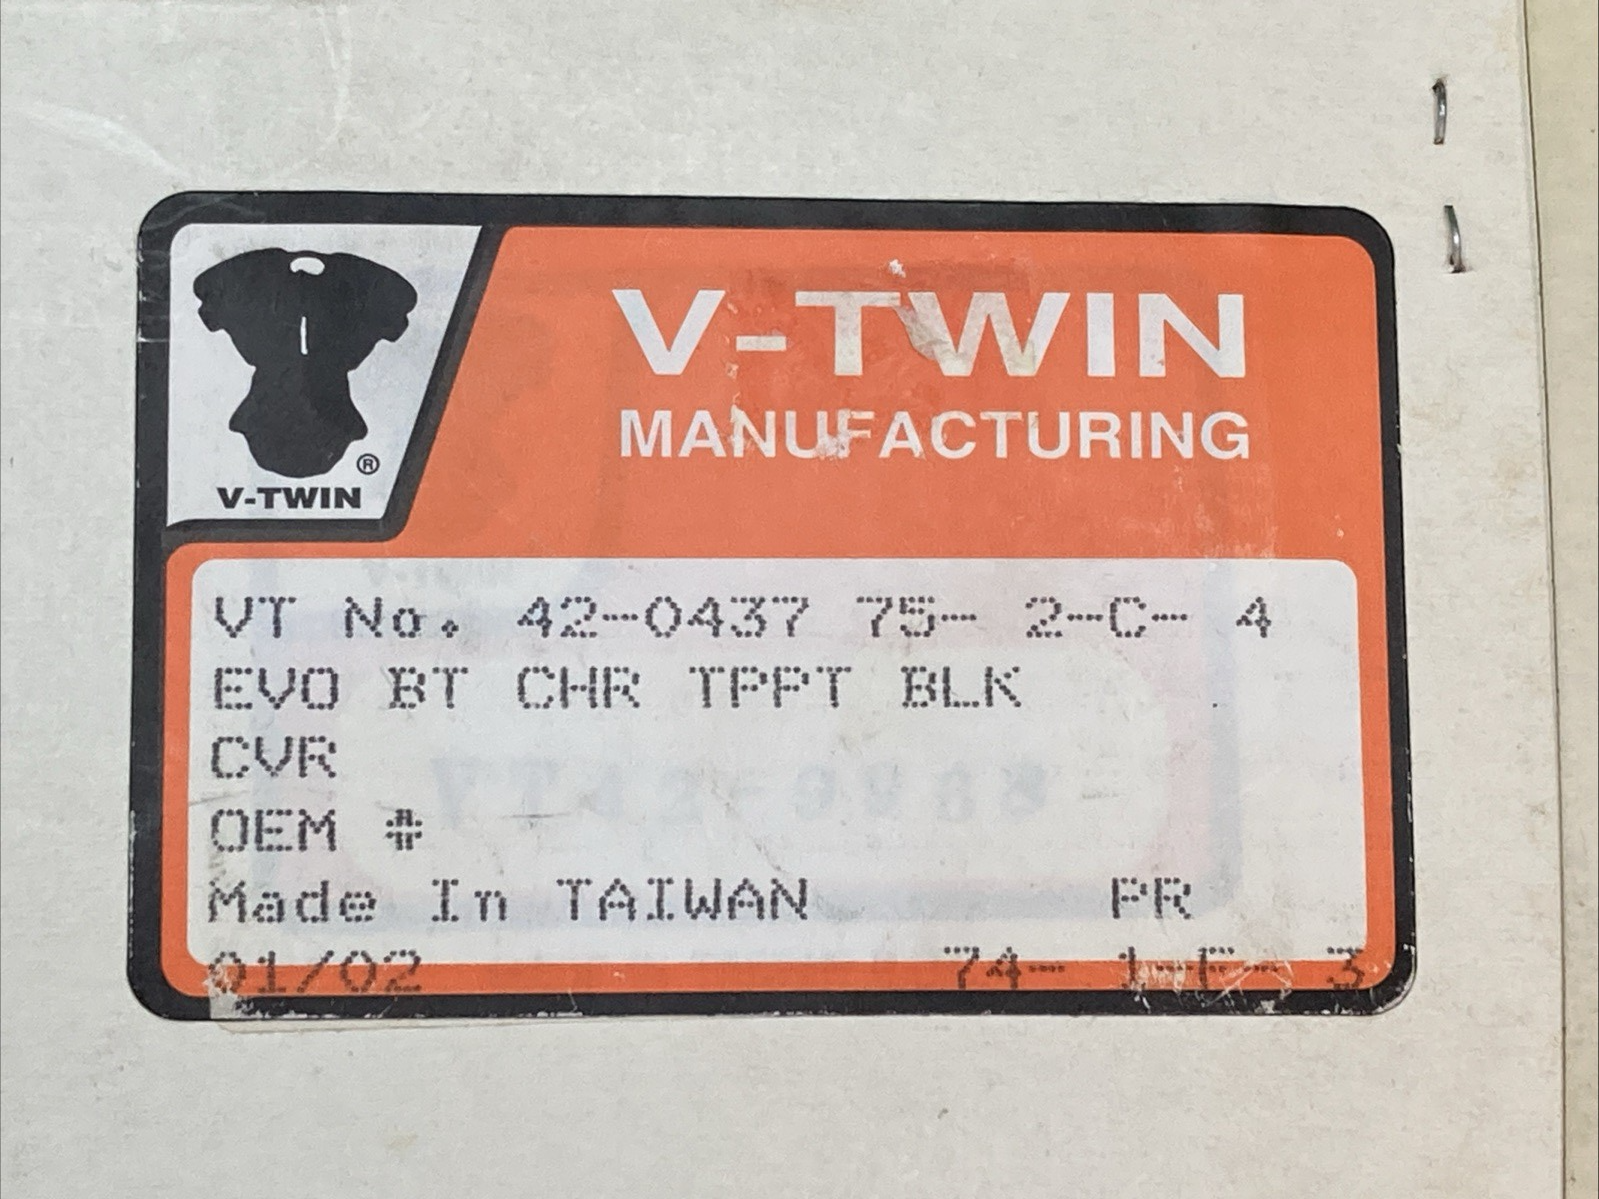 V-TWIN
MANUFACTURING
®
V-TWIN
VT No. 42-0437 75- 2-C- 4
EVO BT CHR TPPT BLK
CVR
OEM #
Made In TAIWAN PR
01/02 74- 1-F- 3